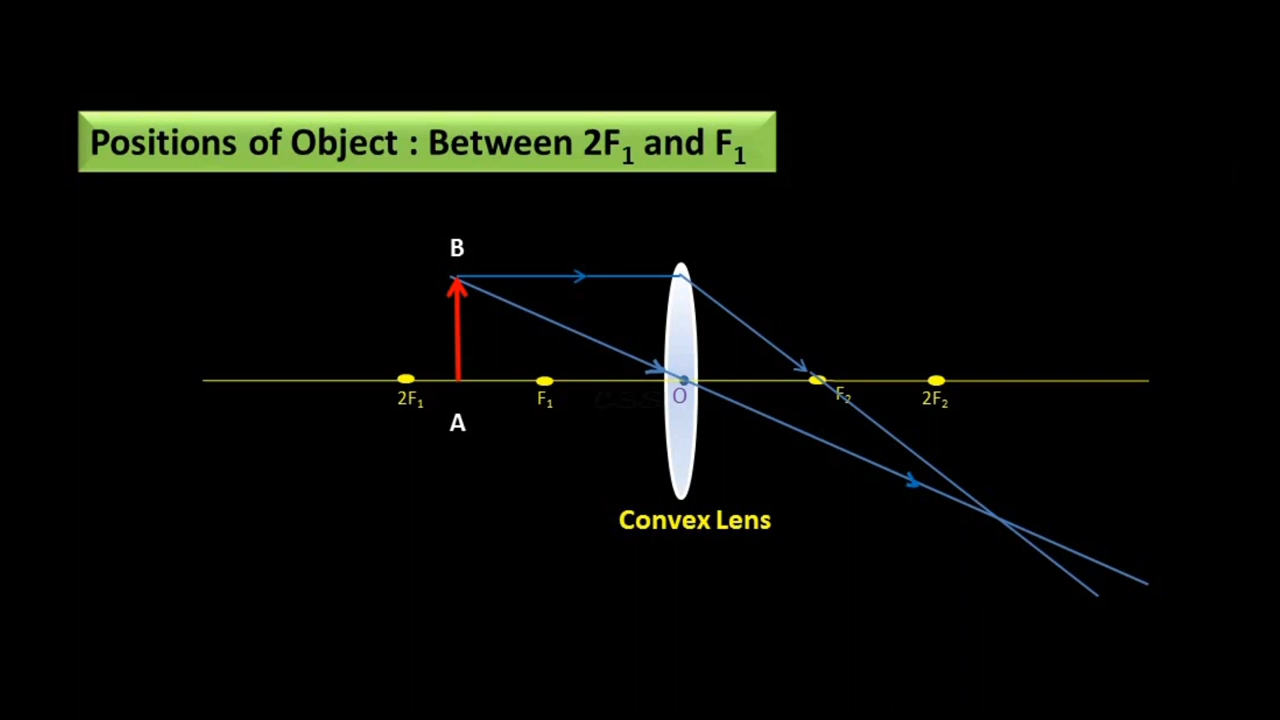 Positions of Object : Between 2F₁ and F₁
B
2F₁
F₁
O
F₂
2F₂
A
Convex Lens